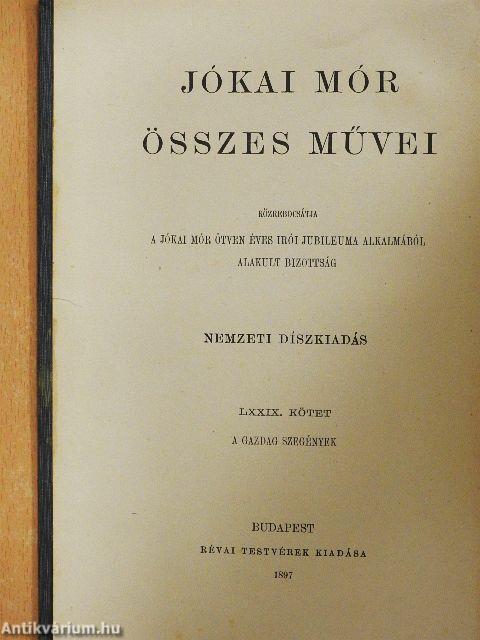 JÓKAI MÓR
ÖSSZES MŰVEI
KÖZREBOCSÁTJA
A JÓKAI MÓR ÖTVEN ÉVES IRÓI JUBILEUMA ALKALMÁBÓL
ALAKULT BIZOTTSÁG
NEMZETI DÍSZKIADÁS
LXXIX. KÖTET
A GAZDAG SZEGÉNYEK
BUDAPEST
RÉVAI TESTVÉREK KIADÁSA
1897
Antikvárium.hu